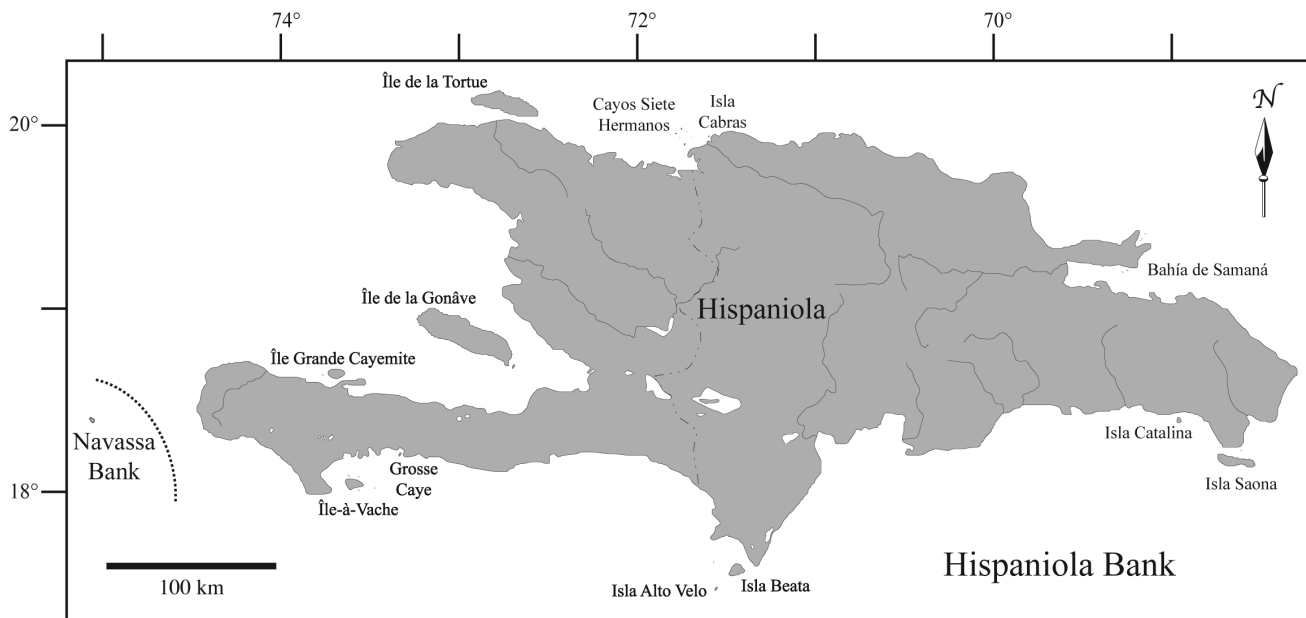 74°
72°
70°
Île de la Tortue
Cayos Siete
Hermanos
Isla
Cabras
N
20°
Bahía de Samaná
Île de la Gonâve
Hispaniola
Île Grande Cayemite
Navassa
Bank
Isla Catalina
Grosse
Caye
Isla Saona
18°
Île-à-Vache
Hispaniola Bank
100 km
Isla Alto Velo
Isla Beata